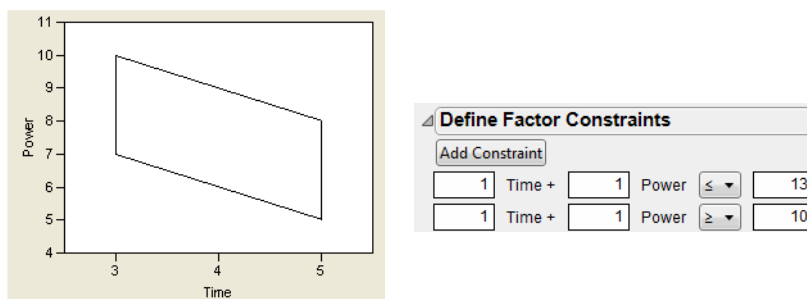 11
10
9
8
7
6
5
4
Power
3 4 5
Time
Define Factor Constraints
Add Constraint
1 Time + 1 Power ≤ 13
1 Time + 1 Power ≥ 10